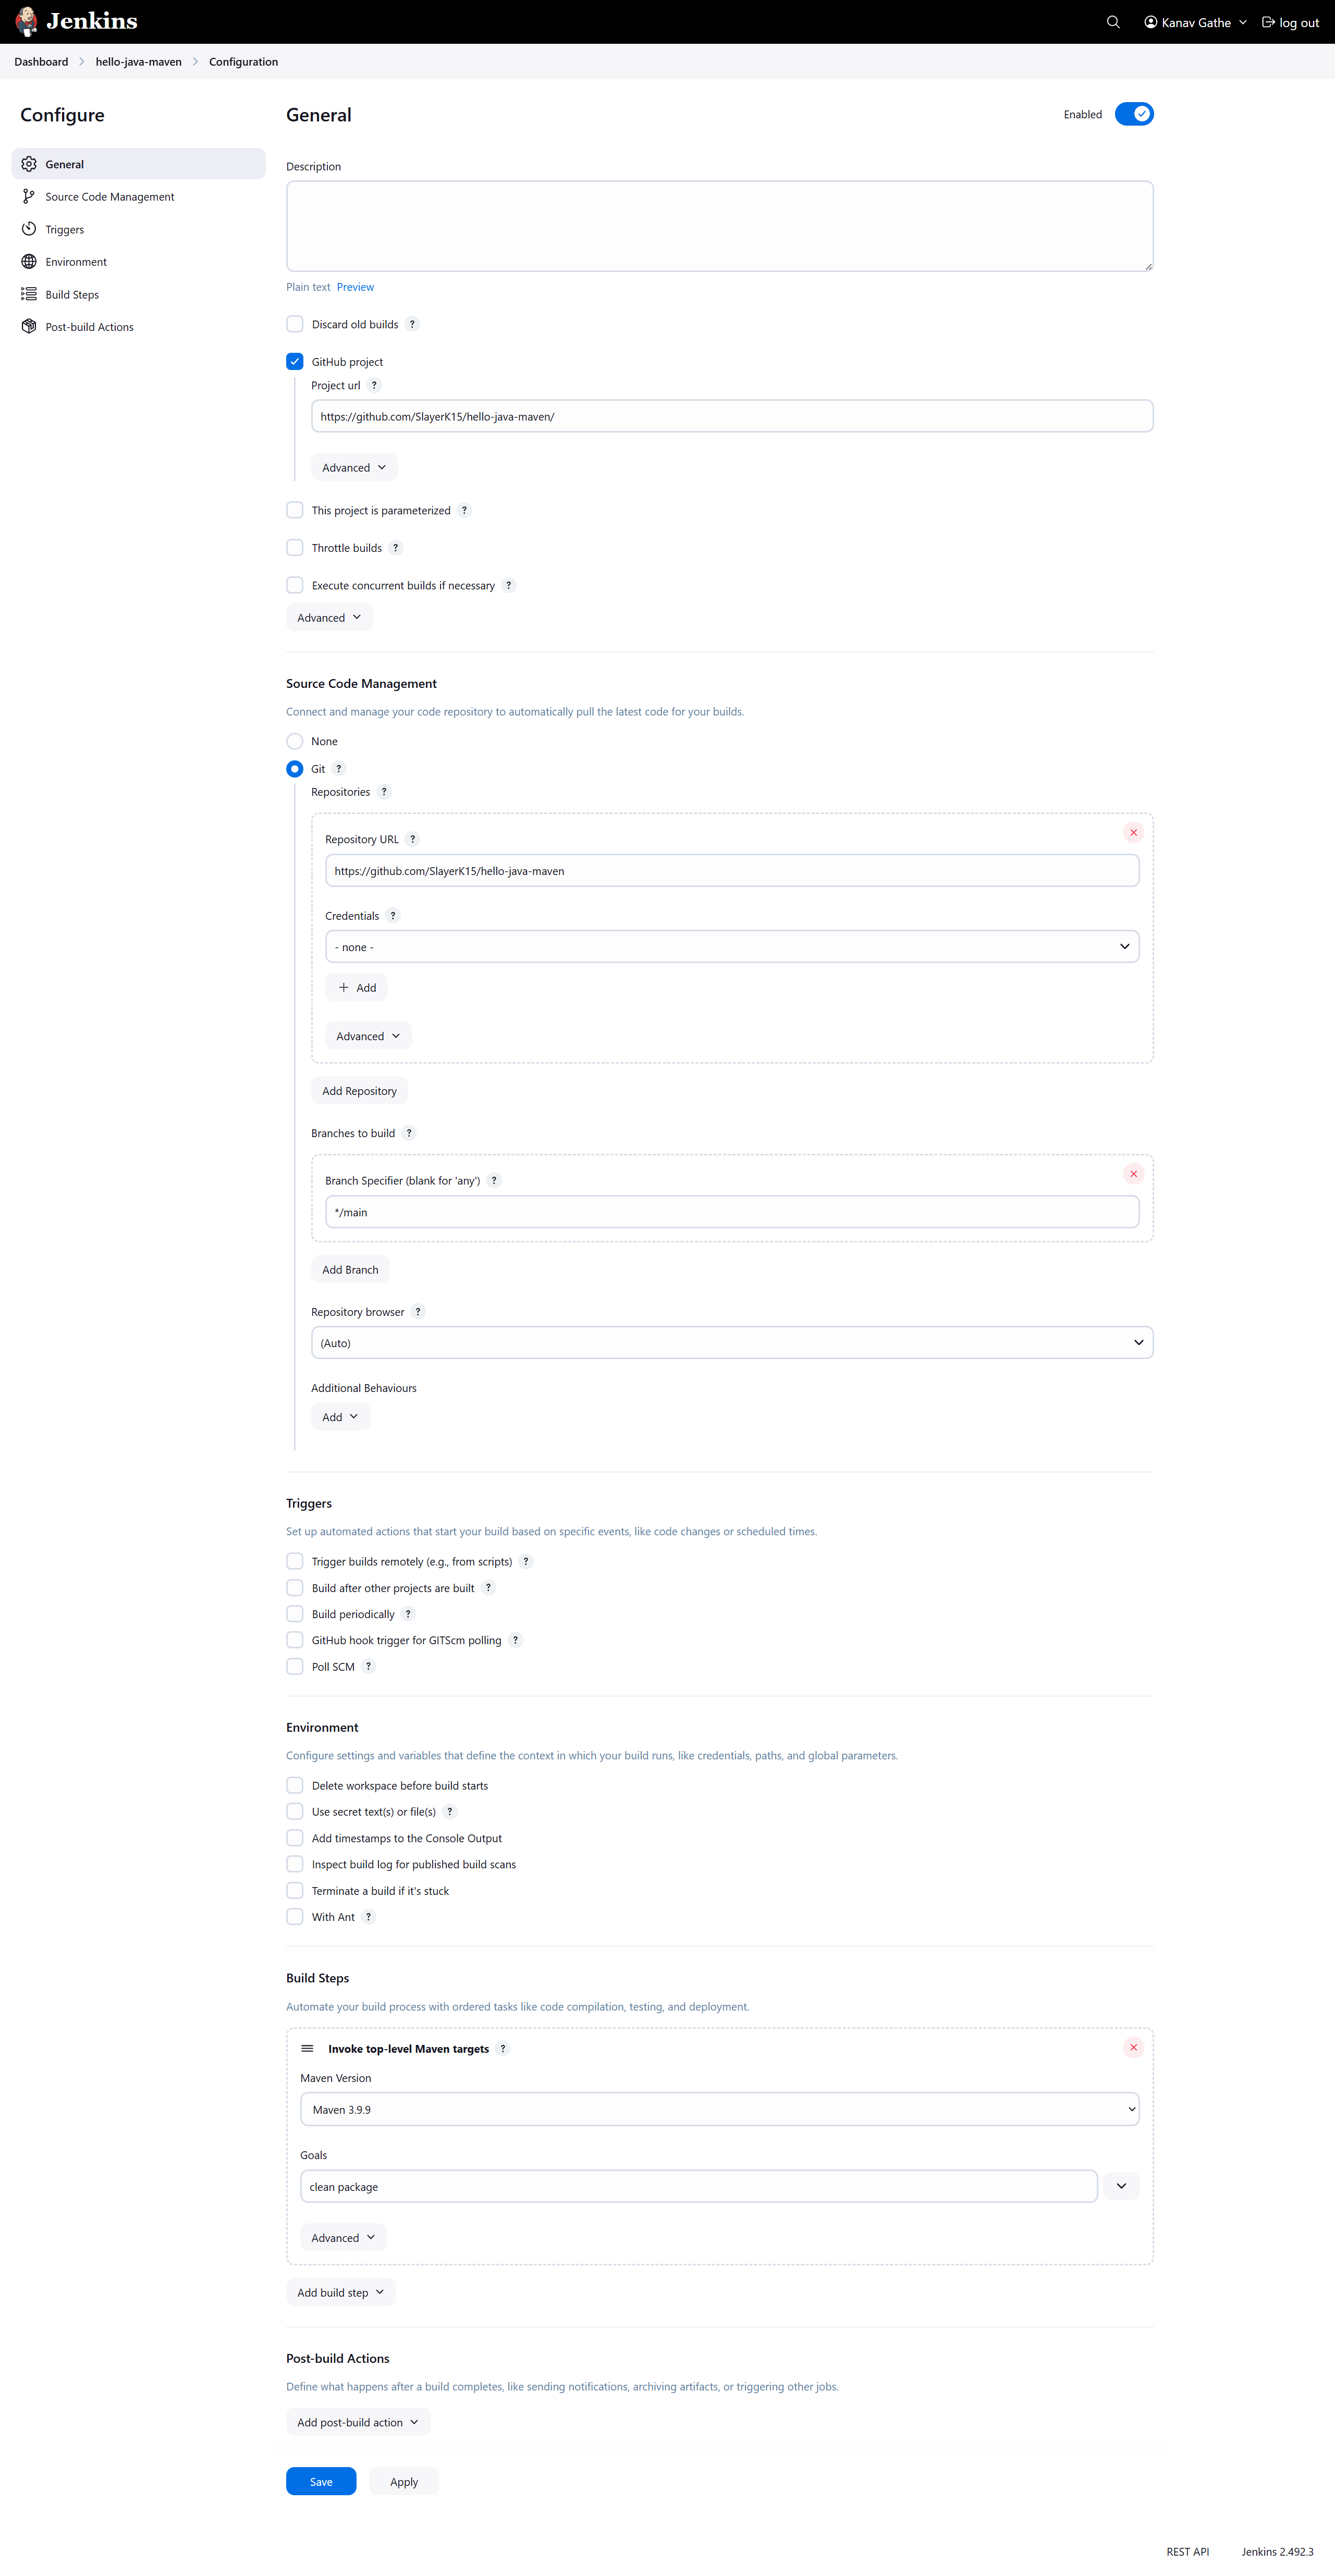 Jenkins
Kanav Gathe
log out
Dashboard
hello-java-maven
Configuration
Configure
General
Source Code Management
Triggers
Environment
Build Steps
Post-build Actions
General
Enabled
Description
Plain text Preview
Discard old builds ?
GitHub project
Project url ?
https://github.com/SlayerK15/hello-java-maven/
Advanced
This project is parameterized ?
Throttle builds ?
Execute concurrent builds if necessary ?
Advanced
Source Code Management
Connect and manage your code repository to automatically pull the latest code for your builds.
None
Git ?
Repositories ?
Repository URL ?
https://github.com/SlayerK15/hello-java-maven
Credentials ?
- none -
+ Add
Advanced
Add Repository
Branches to build ?
Branch Specifier (blank for 'any') ?
*/main
Add Branch
Repository browser ?
(Auto)
Additional Behaviours
Add
Triggers
Set up automated actions that start your build based on specific events, like code changes or scheduled times.
Trigger builds remotely (e.g., from scripts) ?
Build after other projects are built ?
Build periodically ?
GitHub hook trigger for GITScm polling ?
Poll SCM ?
Environment
Configure settings and variables that define the context in which your build runs, like credentials, paths, and global parameters.
Delete workspace before build starts
Use secret text(s) or file(s) ?
Add timestamps to the Console Output
Inspect build log for published build scans
Terminate a build if it's stuck
With Ant ?
Build Steps
Automate your build process with ordered tasks like code compilation, testing, and deployment.
Invoke top-level Maven targets ?
Maven Version
Maven 3.9.9
Goals
clean package
Advanced
Add build step
Post-build Actions
Define what happens after a build completes, like sending notifications, archiving artifacts, or triggering other jobs.
Add post-build action
Save
Apply
REST API
Jenkins 2.492.3